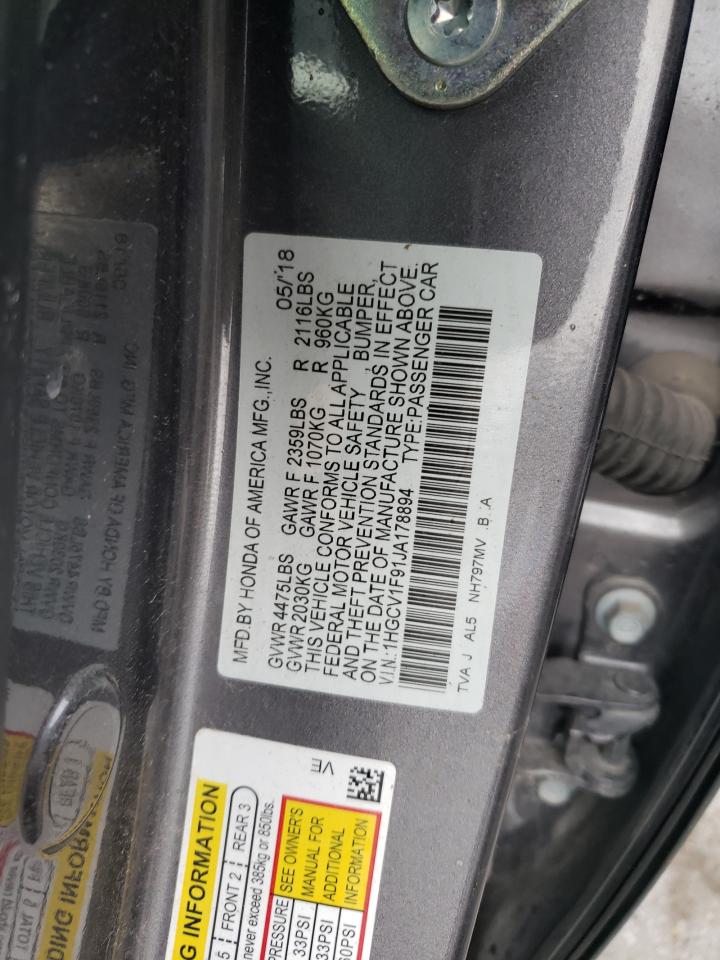 MFD.BY HONDA OF AMERICA MFG.,INC. 05/'18
GVWR 4475LBS GAWR F 2359LBS R 2116LBS
GVWR 2030KG GAWR F 1070KG R 960KG
THIS VEHICLE CONFORMS TO ALL APPLICABLE
FEDERAL MOTOR VEHICLE SAFETY , BUMPER,
AND THEFT PREVENTION STANDARDS IN EFFECT
ON THE DATE OF MANUFACTURE SHOWN ABOVE.
V.I.N.:1HGCV1F91JA178894 TYPE:PASSENGER CAR
TVA J AL5 NH797MV .B .A
G INFORMATION
5 FRONT 2 REAR 3
never exceed 385kg or 850lbs.
PRESSURE SEE OWNER'S
33PSI MANUAL FOR
33PSI ADDITIONAL
60PSI INFORMATION